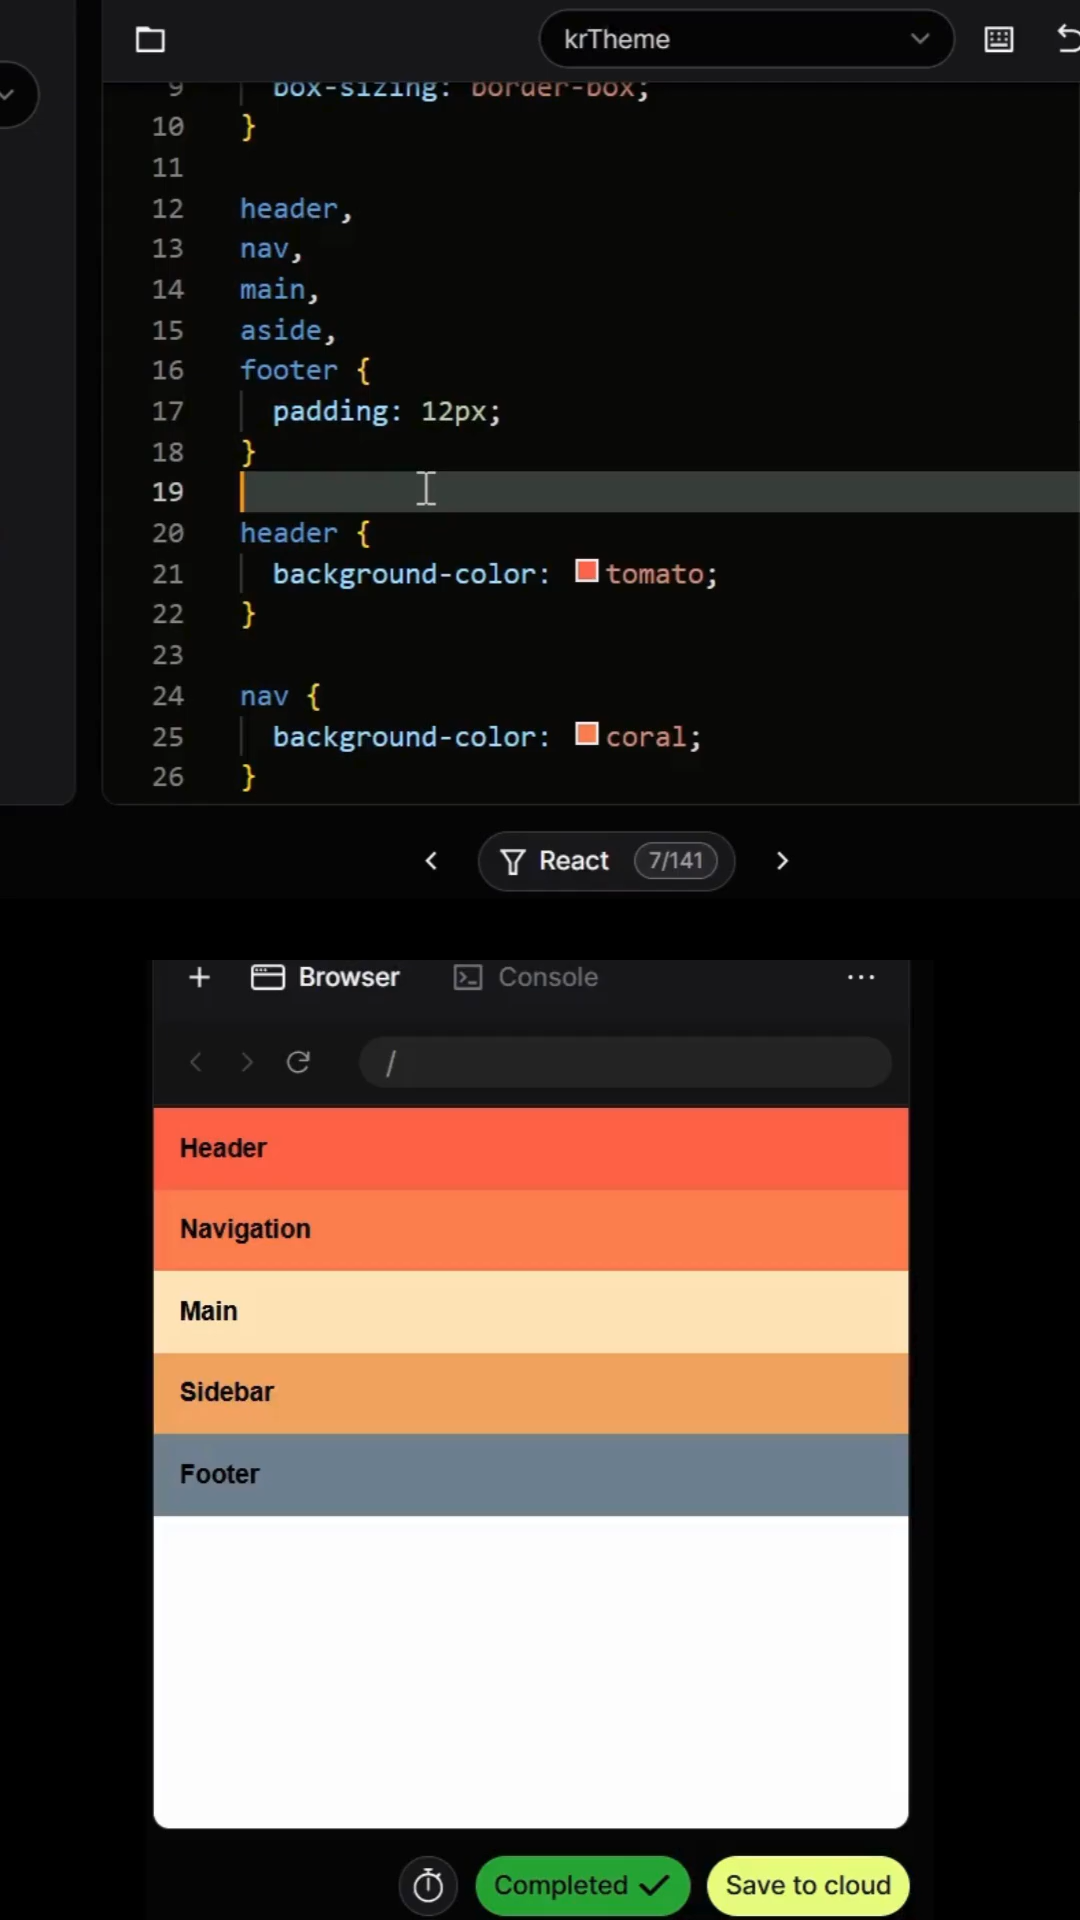 krTheme
9 box-sizing: border-box;
10 }
11
12 header,
13 nav,
14 main,
15 aside,
16 footer {
17 padding: 12px;
18 }
19
20 header {
21 background-color: tomato;
22 }
23
24 nav {
25 background-color: coral;
26 }
React 7/141
Browser Console
/
Header
Navigation
Main
Sidebar
Footer
Completed Save to cloud